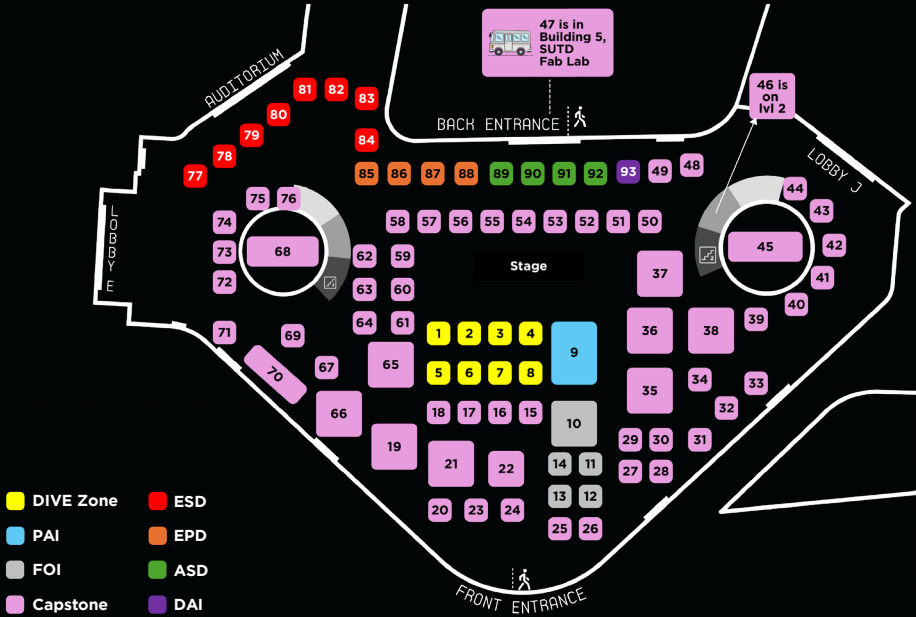 47 is in
Building 5,
SUTD
Fab Lab
46 is
on
lvl 2
AUDITORIUM
BACK ENTRANCE
LOBBY J
LOBBY E
81 82 83
80
79
84
78
77
85 86 87 88 89 90 91 92 93 49 48
75 76
44
74
58 57 56 55 54 53 52 51 50
43
73
68
62 59
45
42
Stage
72
63 60
37
41
40
71
69
64 61
1 2 3 4
9
36
38
39
67
65
5 6 7 8
70
35
34
33
32
66
18 17 16 15
10
19
21
22
14 11
29 30 31
27 28
13 12
20 23 24
25 26
DIVE Zone
PAI
FOI
Capstone
ESD
EPD
ASD
DAI
FRONT ENTRANCE